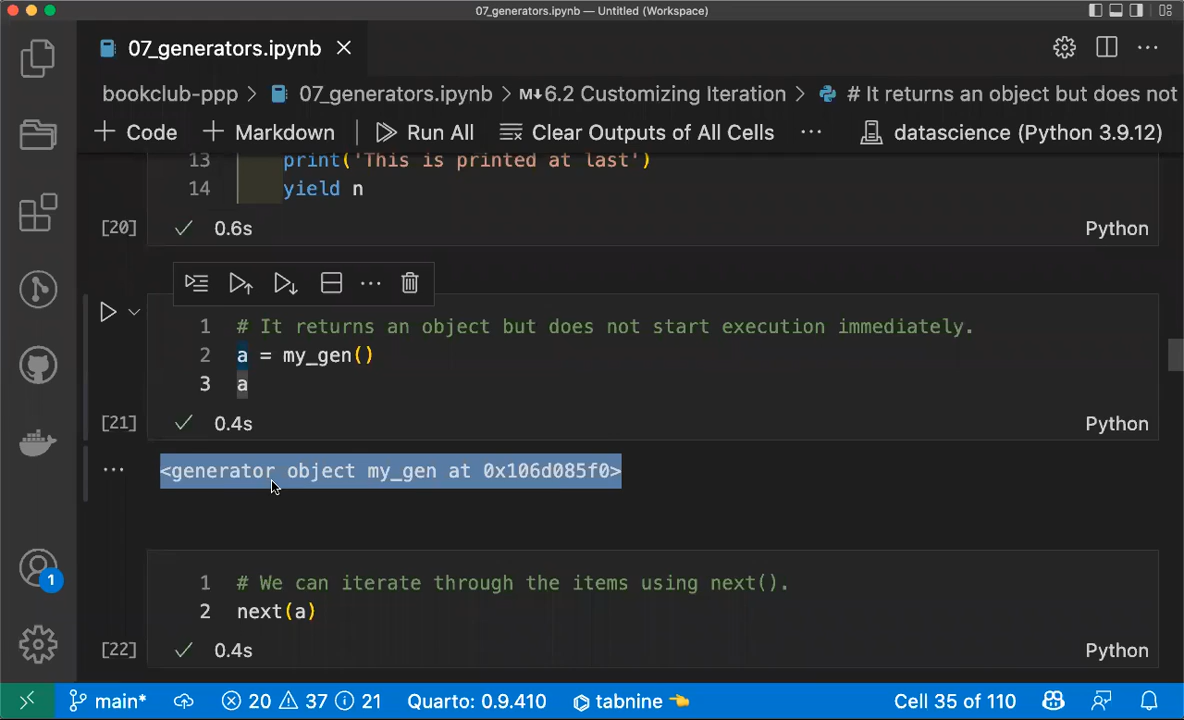 07_generators.ipynb — Untitled (Workspace)
07_generators.ipynb
bookclub-ppp > 07_generators.ipynb > M↓6.2 Customizing Iteration > # It returns an object but does not
+ Code + Markdown Run All Clear Outputs of All Cells ... datascience (Python 3.9.12)
13 print('This is printed at last')
14 yield n
[20] 0.6s Python
1 # It returns an object but does not start execution immediately.
2 a = my_gen()
3 a
[21] 0.4s Python
<generator object my_gen at 0x106d085f0>
1 # We can iterate through the items using next().
2 next(a)
1
[22] 0.4s Python
main* 20 37 21 Quarto: 0.9.410 tabnine 👈 Cell 35 of 110